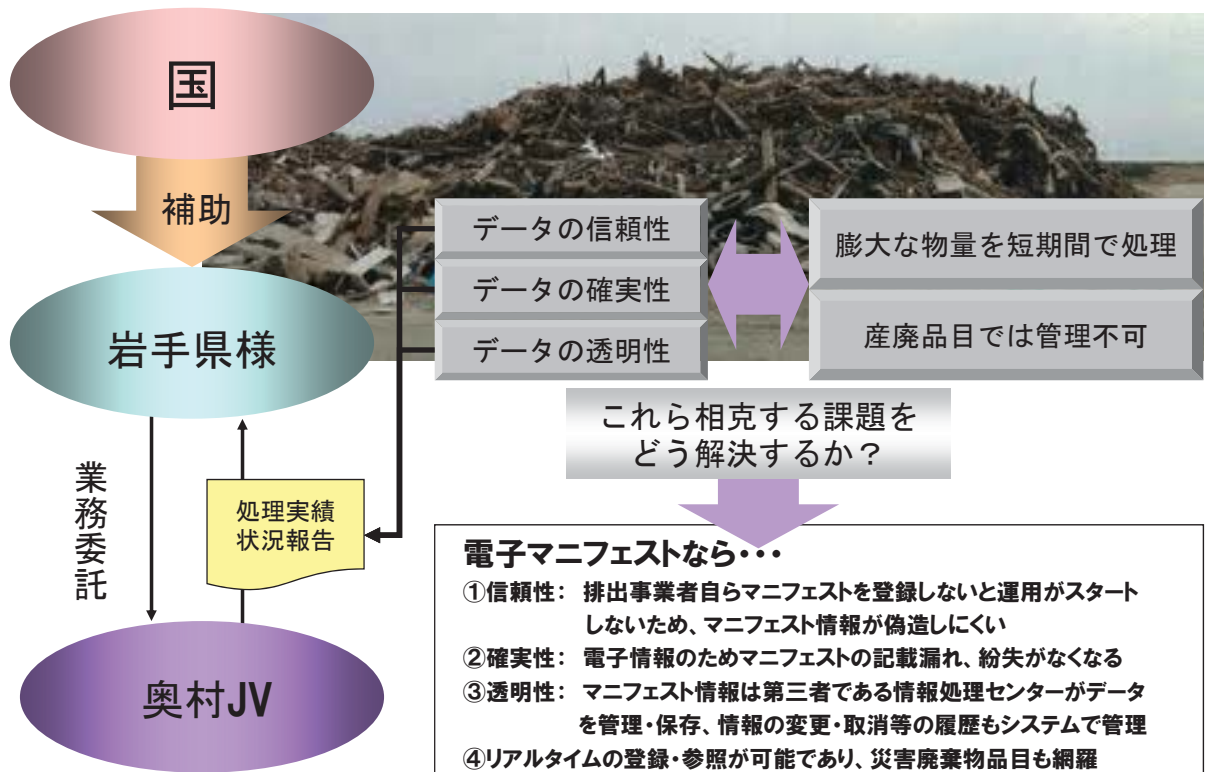 国
補助
岩手県様
業務委託
処理実績
状況報告
奥村JV
データの信頼性
データの確実性
データの透明性
膨大な物量を短期間で処理
産廃品目では管理不可
これら相克する課題を
どう解決するか？
電子マニフェストなら・・・
①信頼性： 排出事業者自らマニフェストを登録しないと運用がスタート
しないため、マニフェスト情報が偽造しにくい
②確実性： 電子情報のためマニフェストの記載漏れ、紛失がなくなる
③透明性： マニフェスト情報は第三者である情報処理センターがデータ
を管理・保存、情報の変更・取消等の履歴もシステムで管理
④リアルタイムの登録・参照が可能であり、災害廃棄物品目も網羅